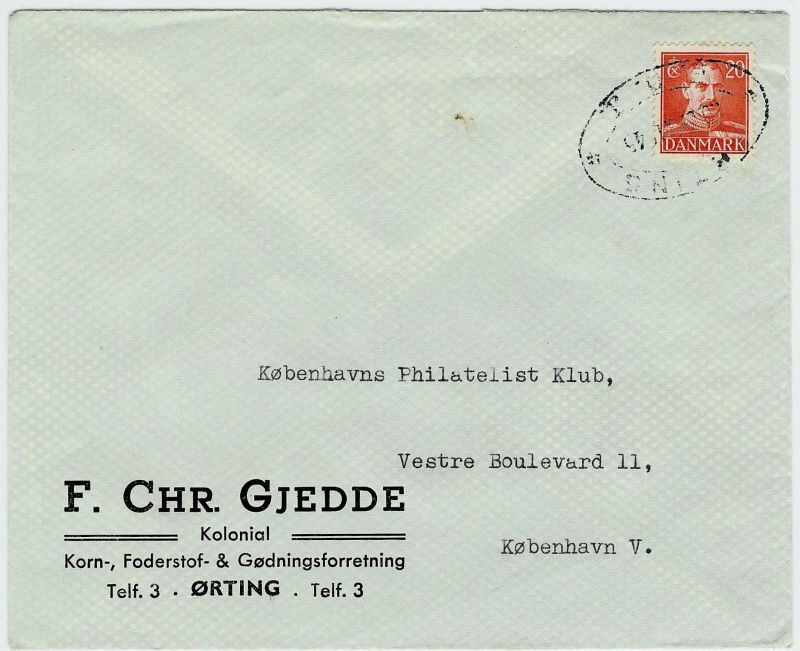 20
DANMARK
Københavns Philatelist Klub,
Vestre Boulevard 11,
København V.
F. CHR. GJEDDE
Kolonial
Korn-, Foderstof- & Gødningsforretning
Telf. 3 . ØRTING . Telf. 3